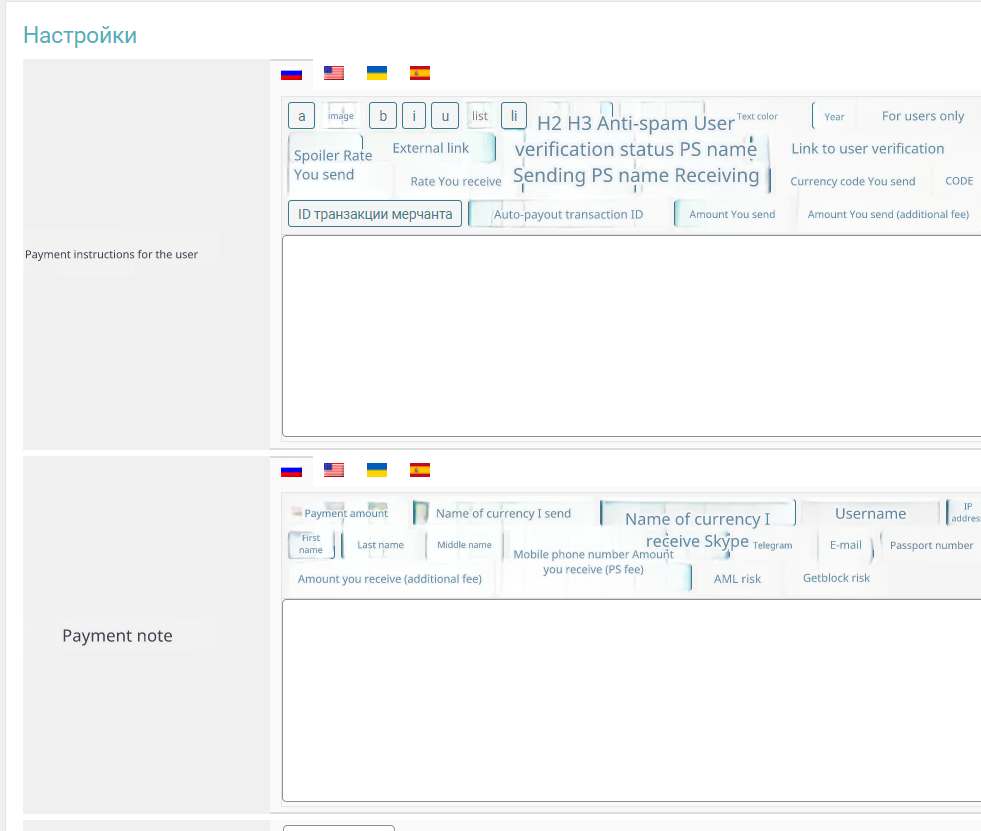 Настройки
a image b i u list li H2 H3 Anti-spam User Text color Year For users only
Spoiler Rate External link verification status PS name Link to user verification
You send Rate You receive Sending PS name Receiving Currency code You send CODE
ID транзакции мерчанта Auto-payout transaction ID Amount You send Amount You send (additional fee)
Payment instructions for the user
Payment amount Name of currency I send Name of currency I Username IP
address
First
name Last name Middle name receive Skype Telegram E-mail Passport number
Mobile phone number Amount
you receive (PS fee)
Amount you receive (additional fee) AML risk Getblock risk
Payment note